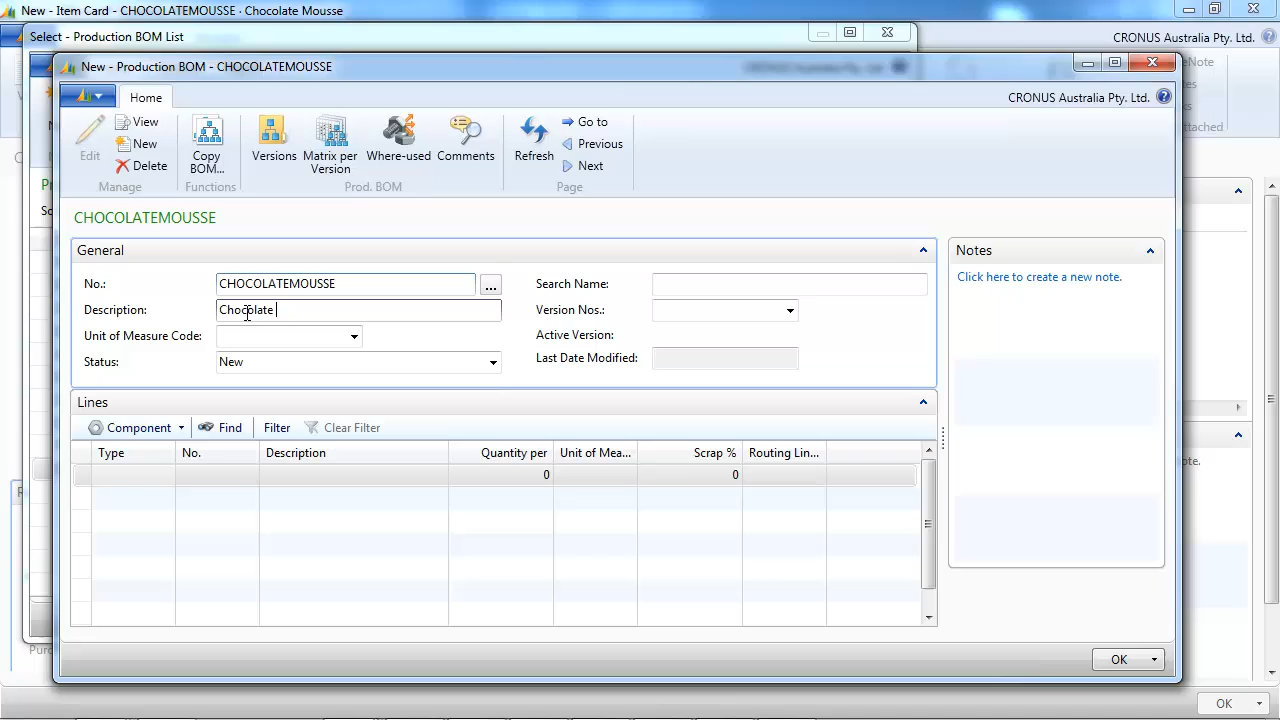 New - Item Card - CHOCOLATEMOUSSE · Chocolate Mousse
Select - Production BOM List
CRONUS Australia Pty. Ltd.
New - Production BOM - CHOCOLATEMOUSSE
Home
CRONUS Australia Pty. Ltd.
Edit
View
New
Delete
Manage
Copy
BOM...
Functions
Versions
Matrix per
Version
Where-used
Comments
Prod. BOM
Refresh
Go to
Previous
Next
Page
CHOCOLATEMOUSSE
General
No.:
CHOCOLATEMOUSSE
...
Description:
Chocolate
Unit of Measure Code:
Status:
New
Search Name:
Version Nos.:
Active Version:
Last Date Modified:
Notes
Click here to create a new note.
Lines
Component
Find
Filter
Clear Filter
Type
No.
Description
Quantity per
Unit of Mea...
Scrap %
Routing Lin...
0
0
OK
OK